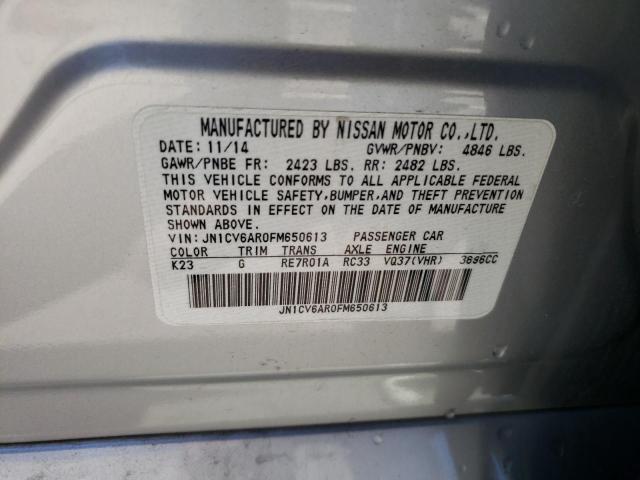 MANUFACTURED BY NISSAN MOTOR CO.,LTD.
DATE: 11/14 GVWR/PNBV: 4846 LBS.
GAWR/PNBE FR: 2423 LBS. RR: 2482 LBS.
THIS VEHICLE CONFORMS TO ALL APPLICABLE FEDERAL
MOTOR VEHICLE SAFETY,BUMPER,AND THEFT PREVENTION
STANDARDS IN EFFECT ON THE DATE OF MANUFACTURE
SHOWN ABOVE.
VIN: JN1CV6AR0FM650613 PASSENGER CAR
COLOR TRIM TRANS AXLE ENGINE
K23 G RE7R01A RC33 VQ37(VHR) 3696CC
JN1CV6AR0FM650613